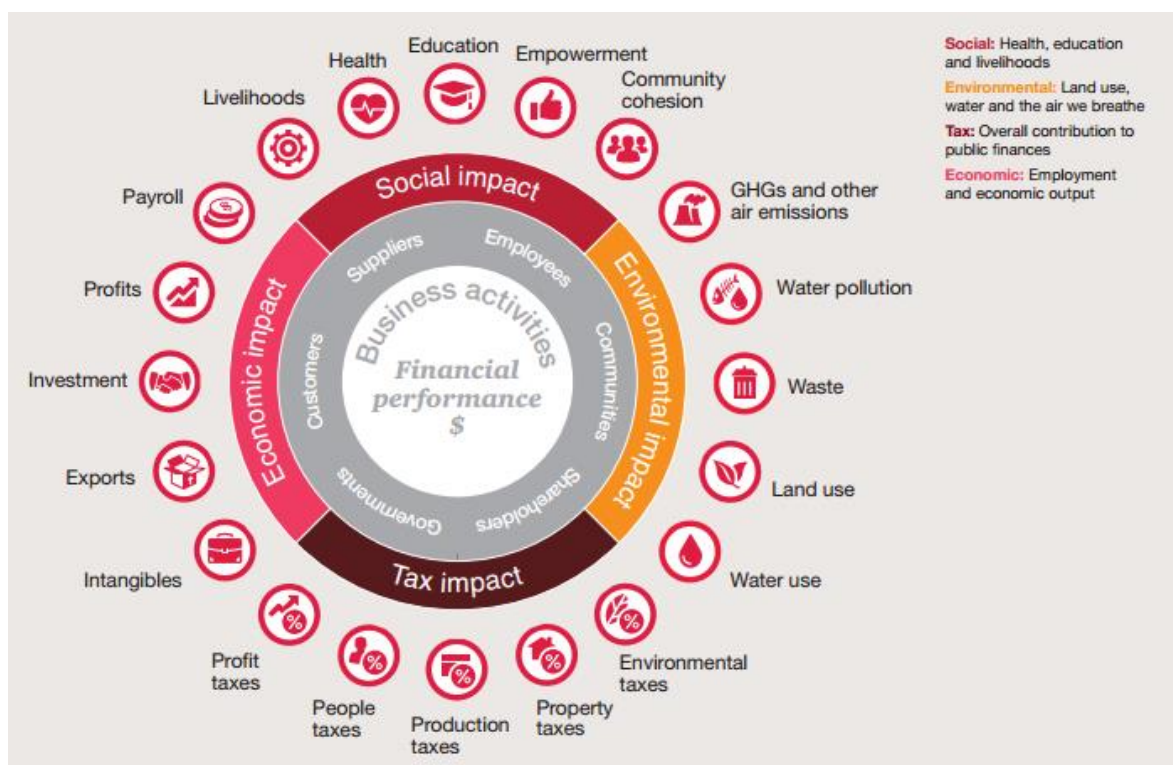 Education
Empowerment
Health
Community
cohesion
Livelihoods
GHGs and other
air emissions
Payroll
Water pollution
Profits
Waste
Investment
Land use
Exports
Water use
Intangibles
Environmental
taxes
Profit
taxes
Property
taxes
People
taxes
Production
taxes
Social impact
Environmental impact
Tax impact
Economic impact
Suppliers
Employees
Communities
Shareholders
Governments
Customers
Business activities
Financial
performance
$
Social: Health, education
and livelihoods
Environmental: Land use,
water and the air we breathe
Tax: Overall contribution to
public finances
Economic: Employment
and economic output